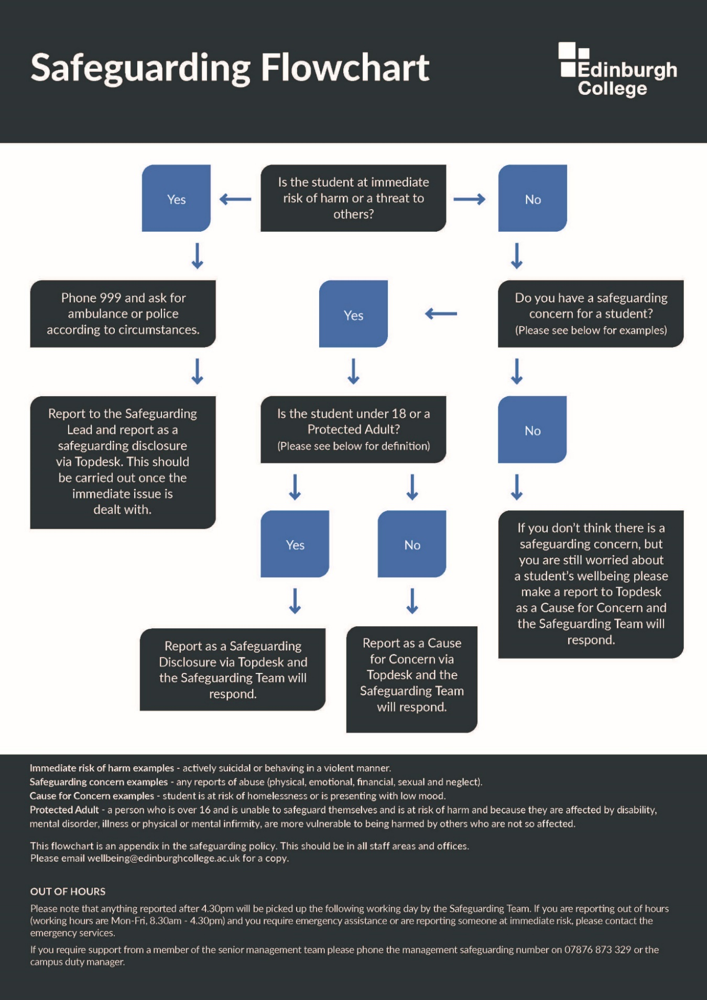 Safeguarding Flowchart
Edinburgh
College
Yes
Is the student at immediate
risk of harm or a threat to
others?
No
Phone 999 and ask for
ambulance or police
according to circumstances.
Yes
Do you have a safeguarding
concern for a student?
(Please see below for examples)
Report to the Safeguarding
Lead and report as a
safeguarding disclosure
via Topdesk. This should
be carried out once the
immediate issue is
dealt with.
Is the student under 18 or a
Protected Adult?
(Please see below for definition)
No
Yes
No
If you don't think there is a
safeguarding concern, but
you are still worried about
a student's wellbeing please
make a report to Topdesk
as a Cause for Concern and
the Safeguarding Team will
respond.
Report as a Safeguarding
Disclosure via Topdesk and
the Safeguarding Team will
respond.
Report as a Cause
for Concern via
Topdesk and the
Safeguarding Team
will respond.
Immediate risk of harm examples - actively suicidal or behaving in a violent manner.
Safeguarding concern examples - any reports of abuse (physical, emotional, financial, sexual and neglect).
Cause for Concern examples - student is at risk of homelessness or is presenting with low mood.
Protected Adult - a person who is over 16 and is unable to safeguard themselves and is at risk of harm and because they are affected by disability,
mental disorder, illness or physical or mental infirmity, are more vulnerable to being harmed by others who are not so affected.
This flowchart is an appendix in the safeguarding policy. This should be in all staff areas and offices.
Please email wellbeing@edinburghcollege.ac.uk for a copy.
OUT OF HOURS
Please note that anything reported after 4.30pm will be picked up the following working day by the Safeguarding Team. If you are reporting out of hours
(working hours are Mon-Fri, 8.30am - 4.30pm) and you require emergency assistance or are reporting someone at immediate risk, please contact the
emergency services.
If you require support from a member of the senior management team please phone the management safeguarding number on 07876 873 329 or the
campus duty manager.